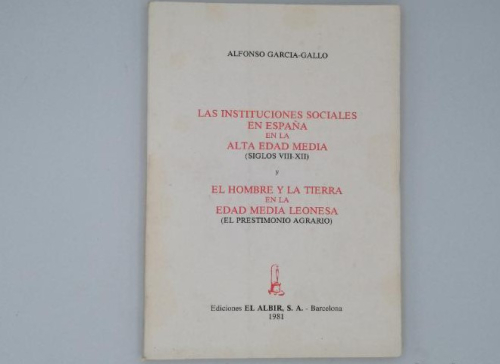 ALFONSO GARCIA-GALLO
LAS INSTITUCIONES SOCIALES
EN ESPAÑA
EN LA
ALTA EDAD MEDIA
(SIGLOS VIII-XII)
y
EL HOMBRE Y LA TIERRA
EN LA
EDAD MEDIA LEONESA
(EL PRESTIMONIO AGRARIO)
Ediciones EL ALBIR, S. A. - Barcelona
1981